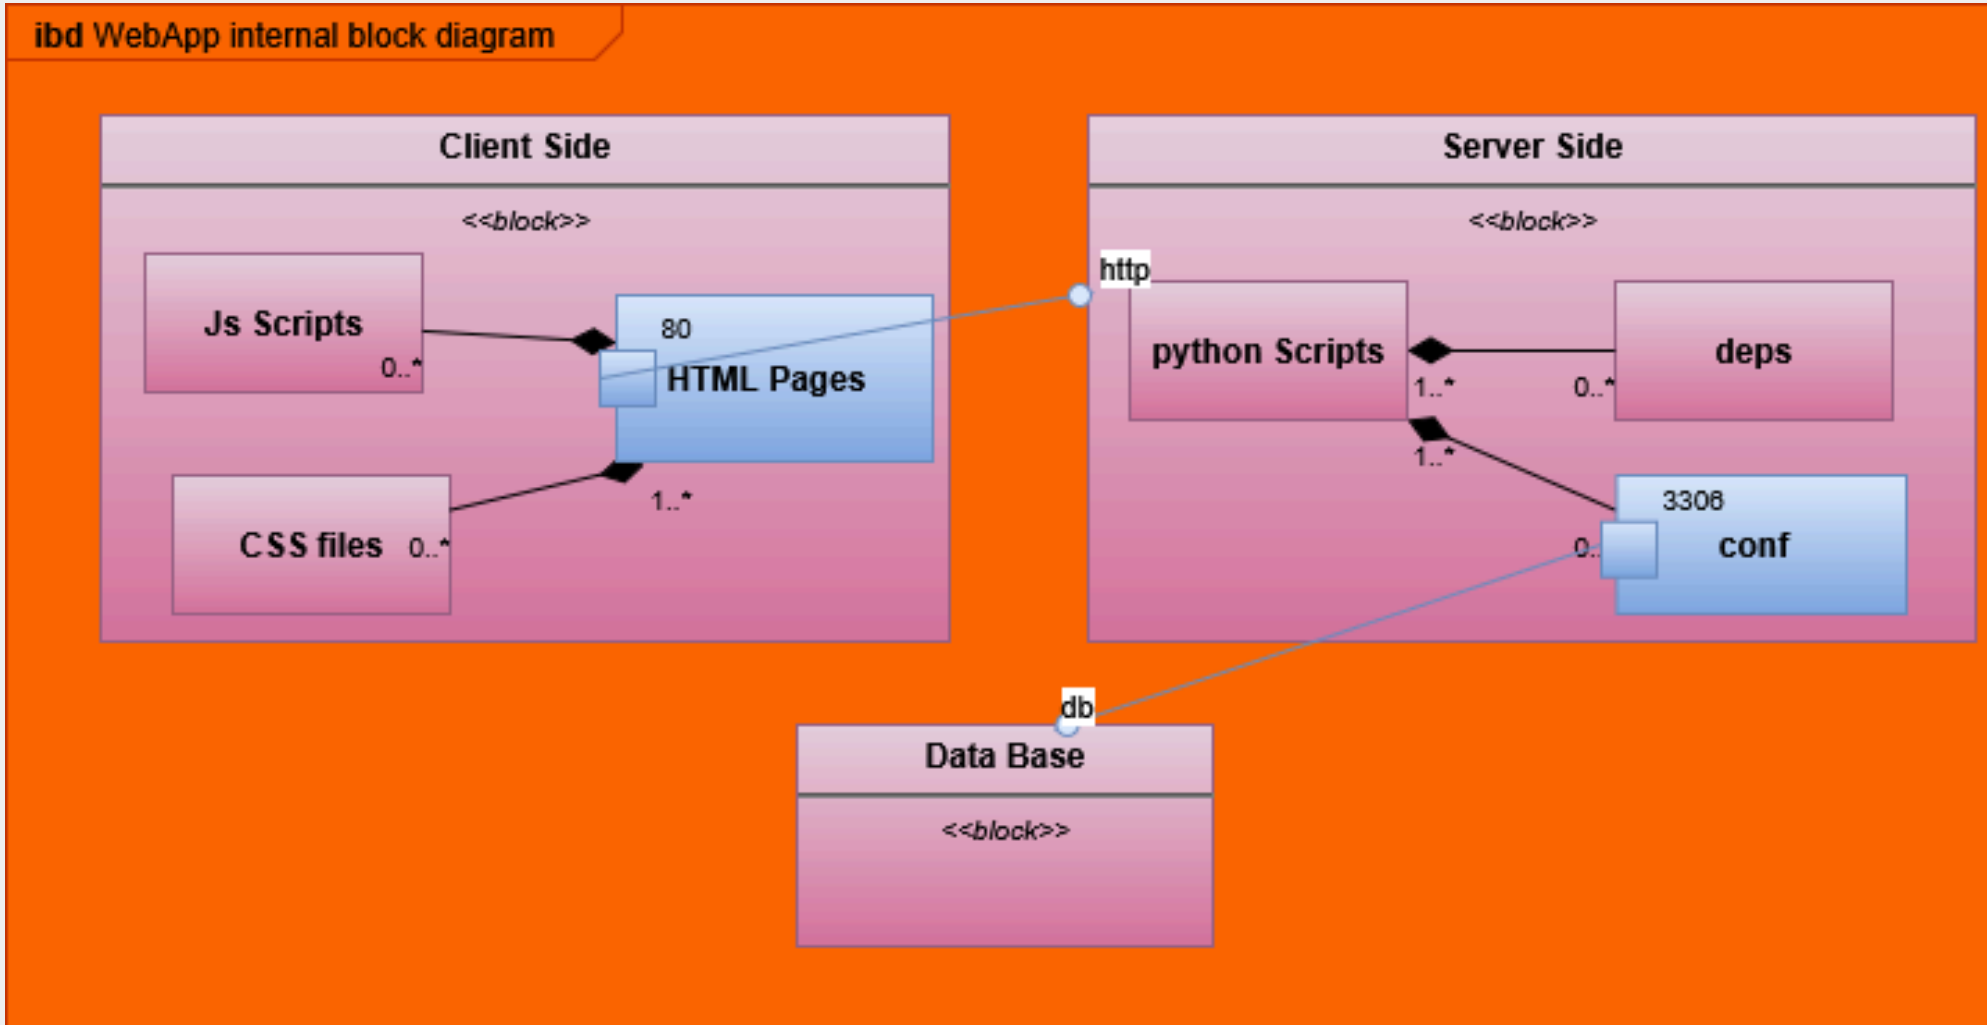 ibd WebApp internal block diagram
Client Side
<<block>>
Js Scripts
0..*
80
HTML Pages
1..*
CSS files
0..*
Server Side
<<block>>
http
python Scripts
1..*
0..*
deps
1..*
3306
0..
conf
db
Data Base
<<block>>